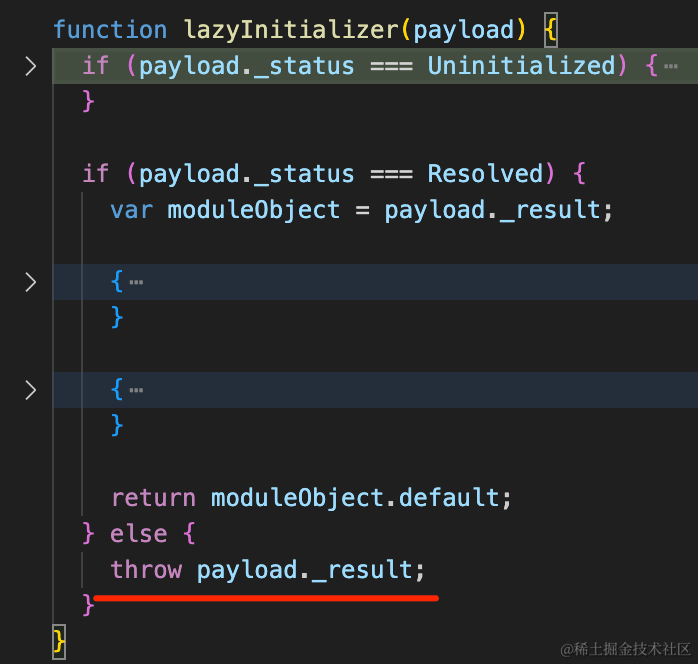 function lazyInitializer(payload) {
if (payload._status === Uninitialized) {⋯
}
if (payload._status === Resolved) {
var moduleObject = payload._result;
{⋯
}
{⋯
}
return moduleObject.default;
} else {
throw payload._result;
}
}
@稀土掘金技术社区